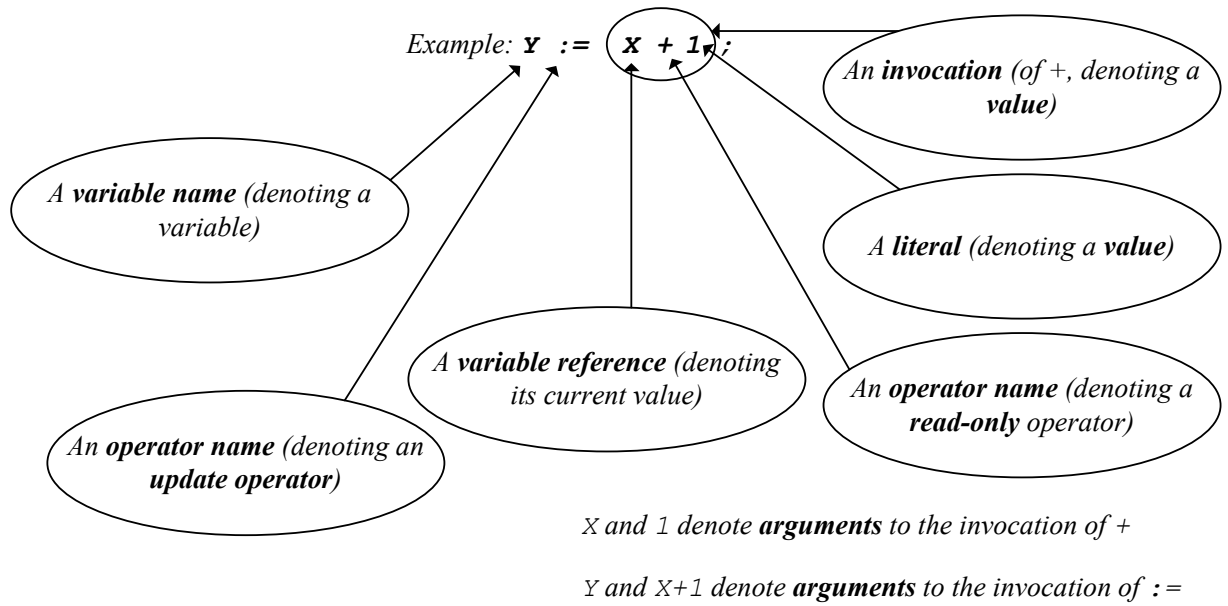 Example: Y := X + 1 ;
An invocation (of +, denoting a
value)
A variable name (denoting a
variable)
A literal (denoting a value)
A variable reference (denoting
its current value)
An operator name (denoting a
read-only operator)
An operator name (denoting an
update operator)
X and 1 denote arguments to the invocation of +
Y and X+1 denote arguments to the invocation of :=